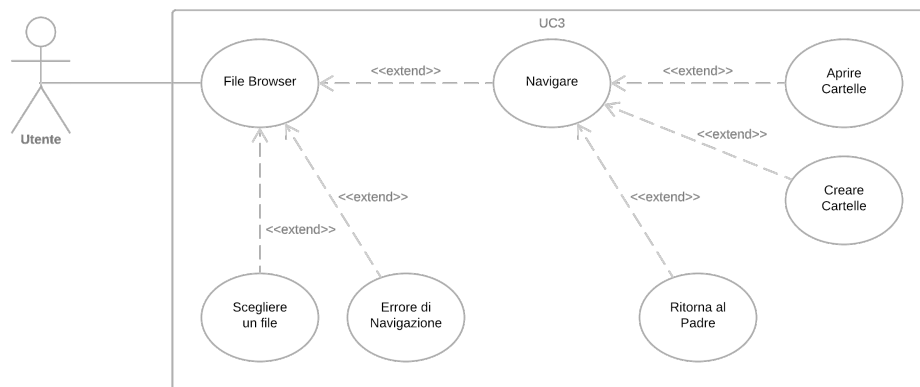 UC3
File Browser
<<extend>>
Navigare
<<extend>>
Aprire
Cartelle
<<extend>>
Utente
Creare
Cartelle
<<extend>>
<<extend>>
<<extend>>
Scegliere
un file
Errore di
Navigazione
Ritorna al
Padre